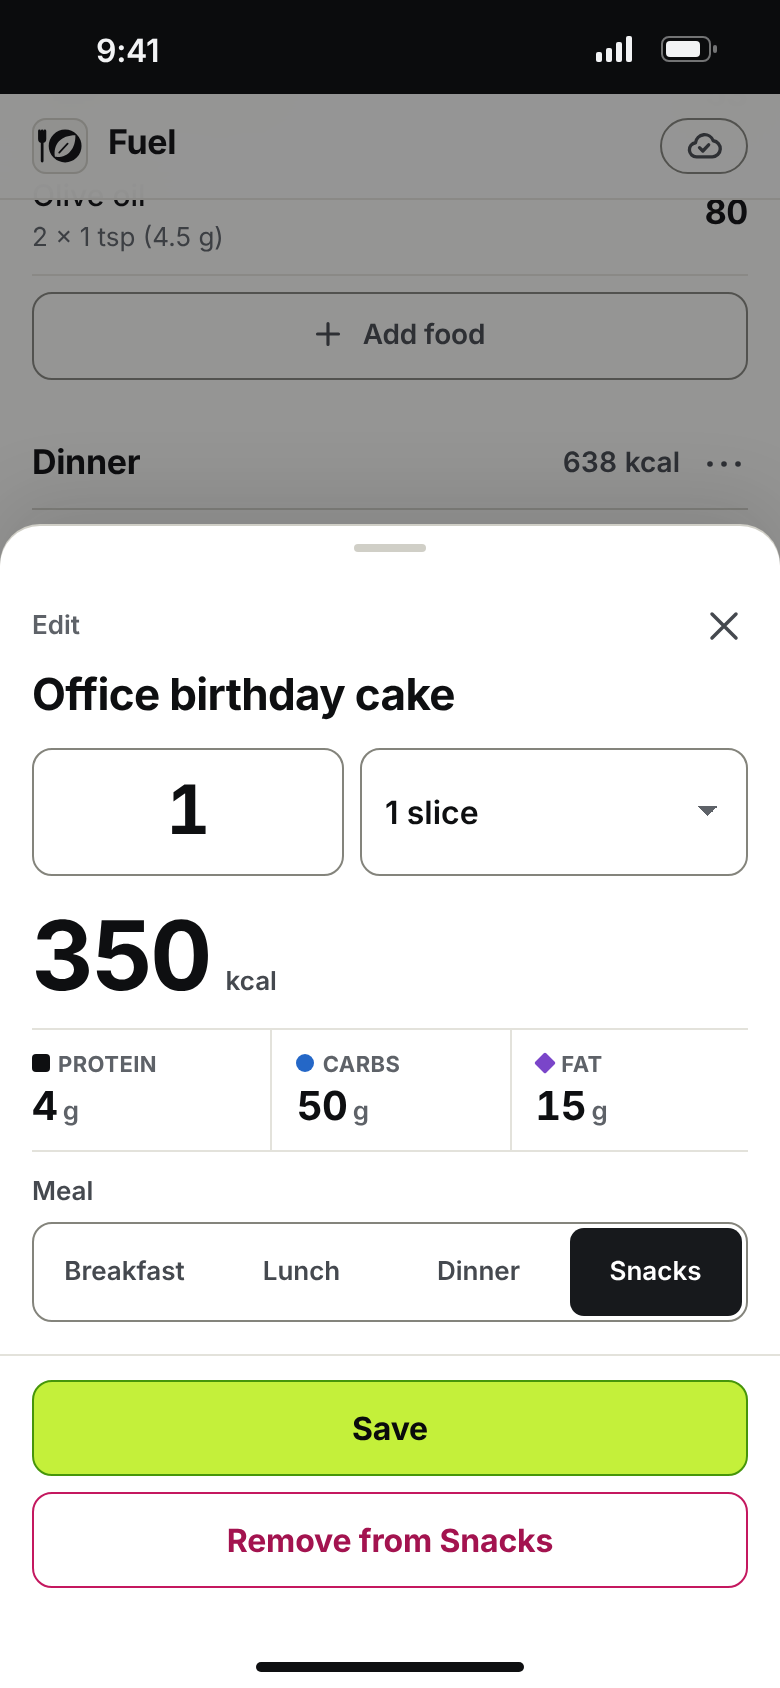 9:41
Fuel
Olive oil
80
2 × 1 tsp (4.5 g)
Add food
Dinner
638 kcal
Edit
Office birthday cake
1
1 slice
350 kcal
PROTEIN
CARBS
FAT
4 g
50 g
15 g
Meal
Breakfast
Lunch
Dinner
Snacks
Save
Remove from Snacks